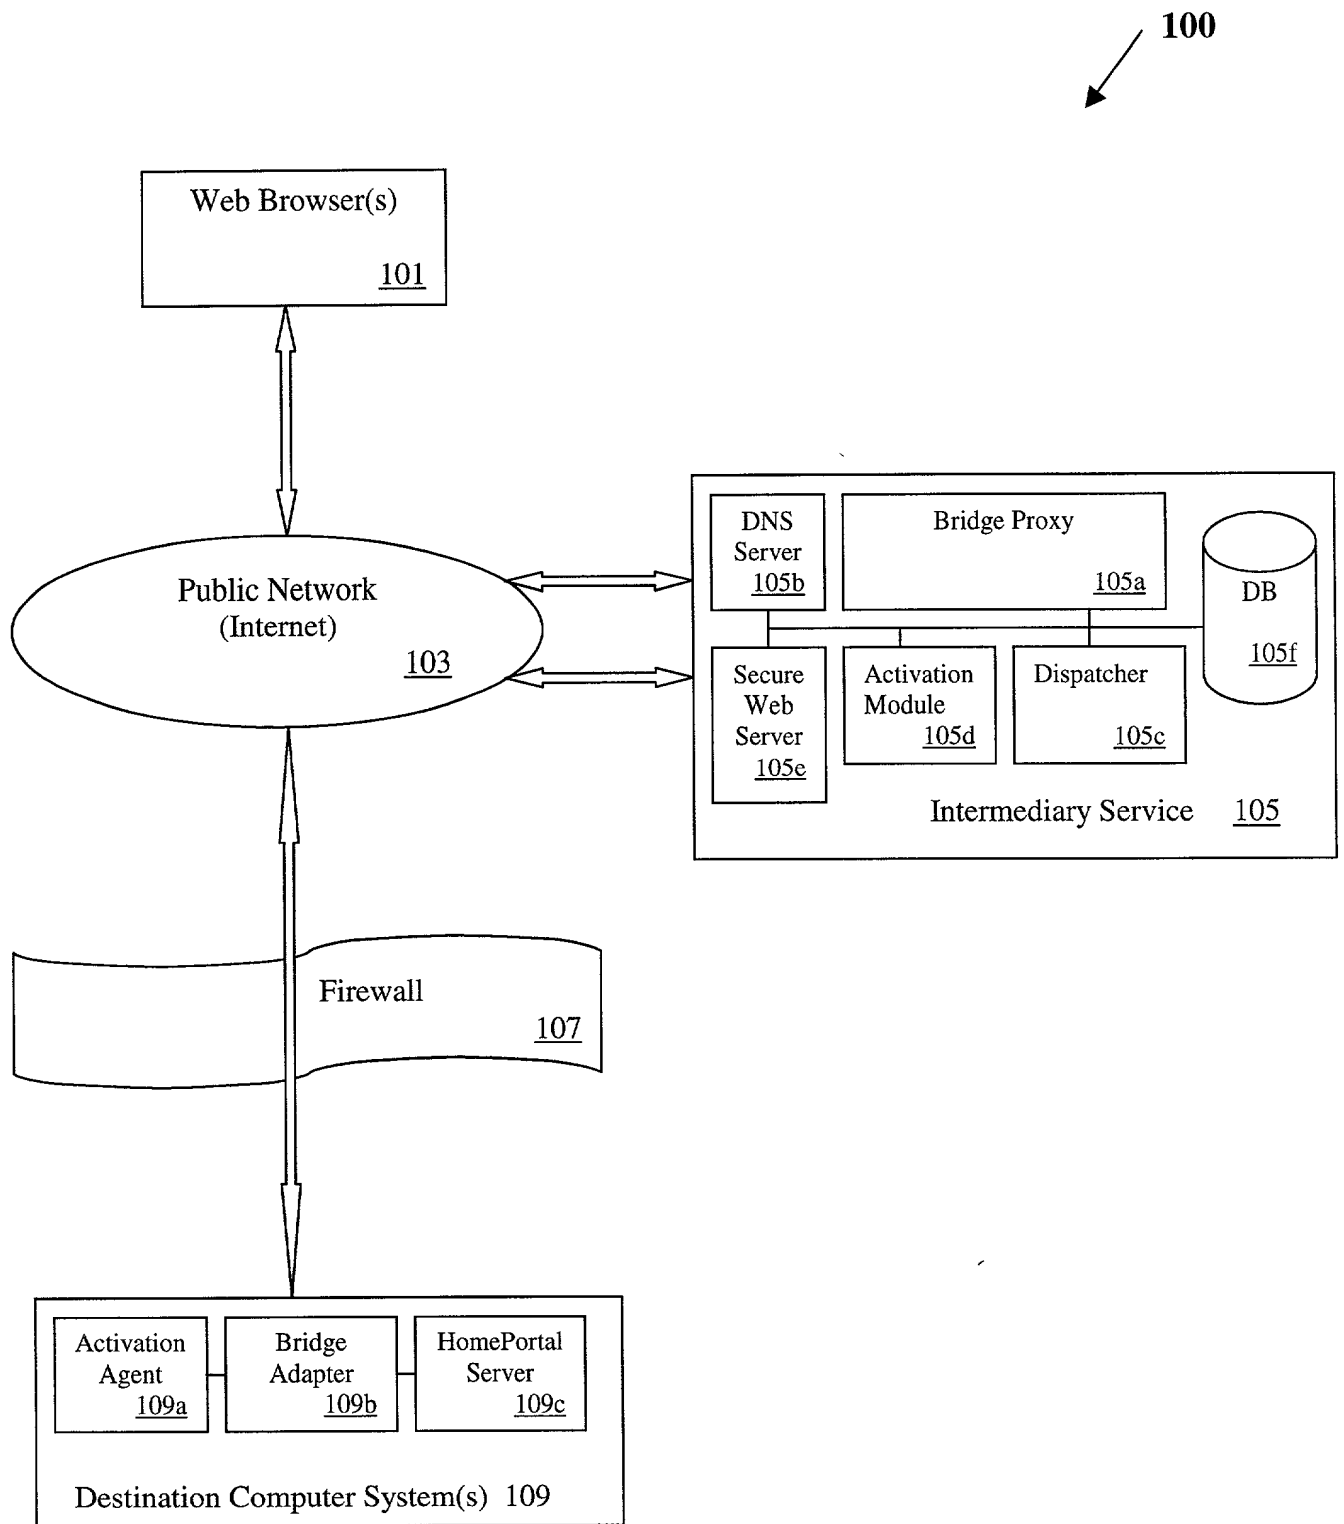 100
Web Browser(s)
101
Public Network
(Internet)
103
DNS
Server
105b
Bridge Proxy
105a
DB
105f
Secure
Web
Server
105e
Activation
Module
105d
Dispatcher
105c
Intermediary Service 105
Firewall
107
Activation
Agent
109a
Bridge
Adapter
109b
HomePortal
Server
109c
Destination Computer System(s) 109